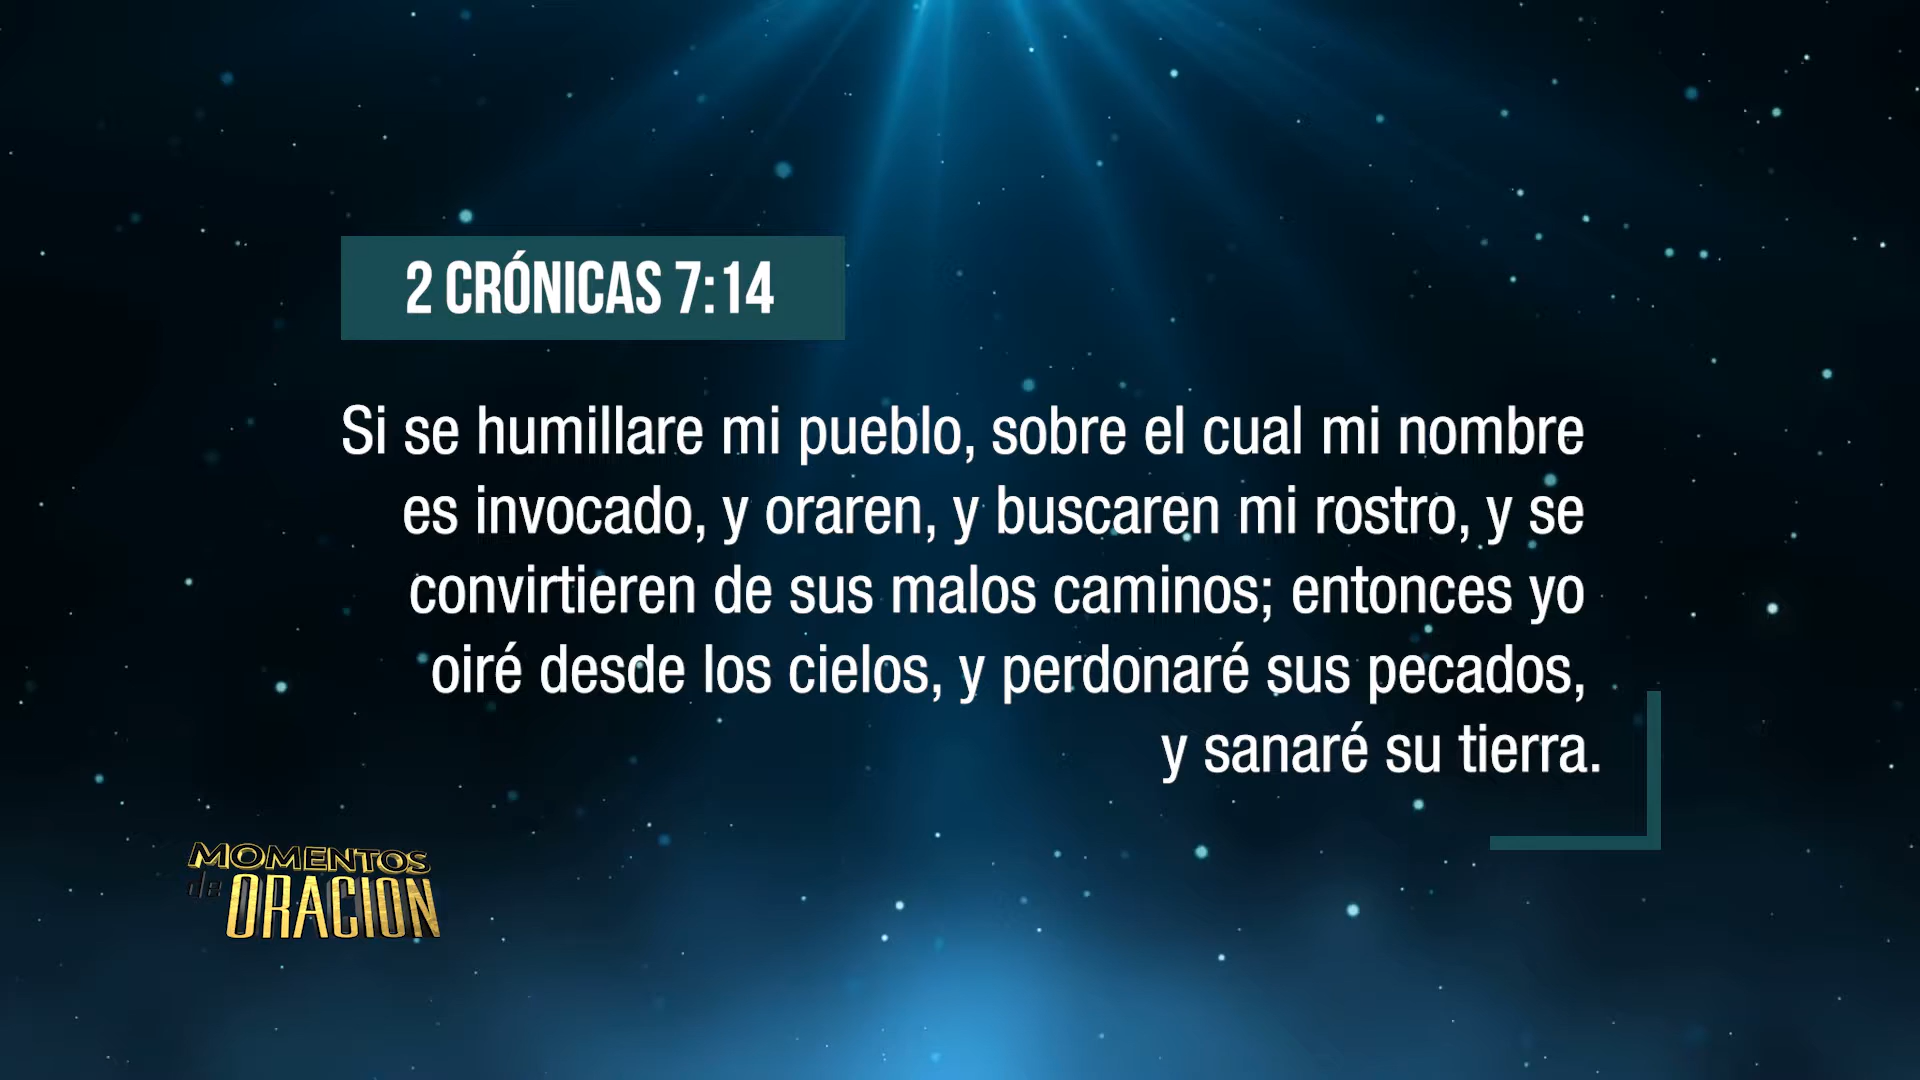 2 CRÓNICAS 7:14
Si se humillare mi pueblo, sobre el cual mi nombre
es invocado, y oraren, y buscaren mi rostro, y se
convirtieren de sus malos caminos; entonces yo
oiré desde los cielos, y perdonaré sus pecados,
y sanaré su tierra.
MOMENTOS
de ORACION